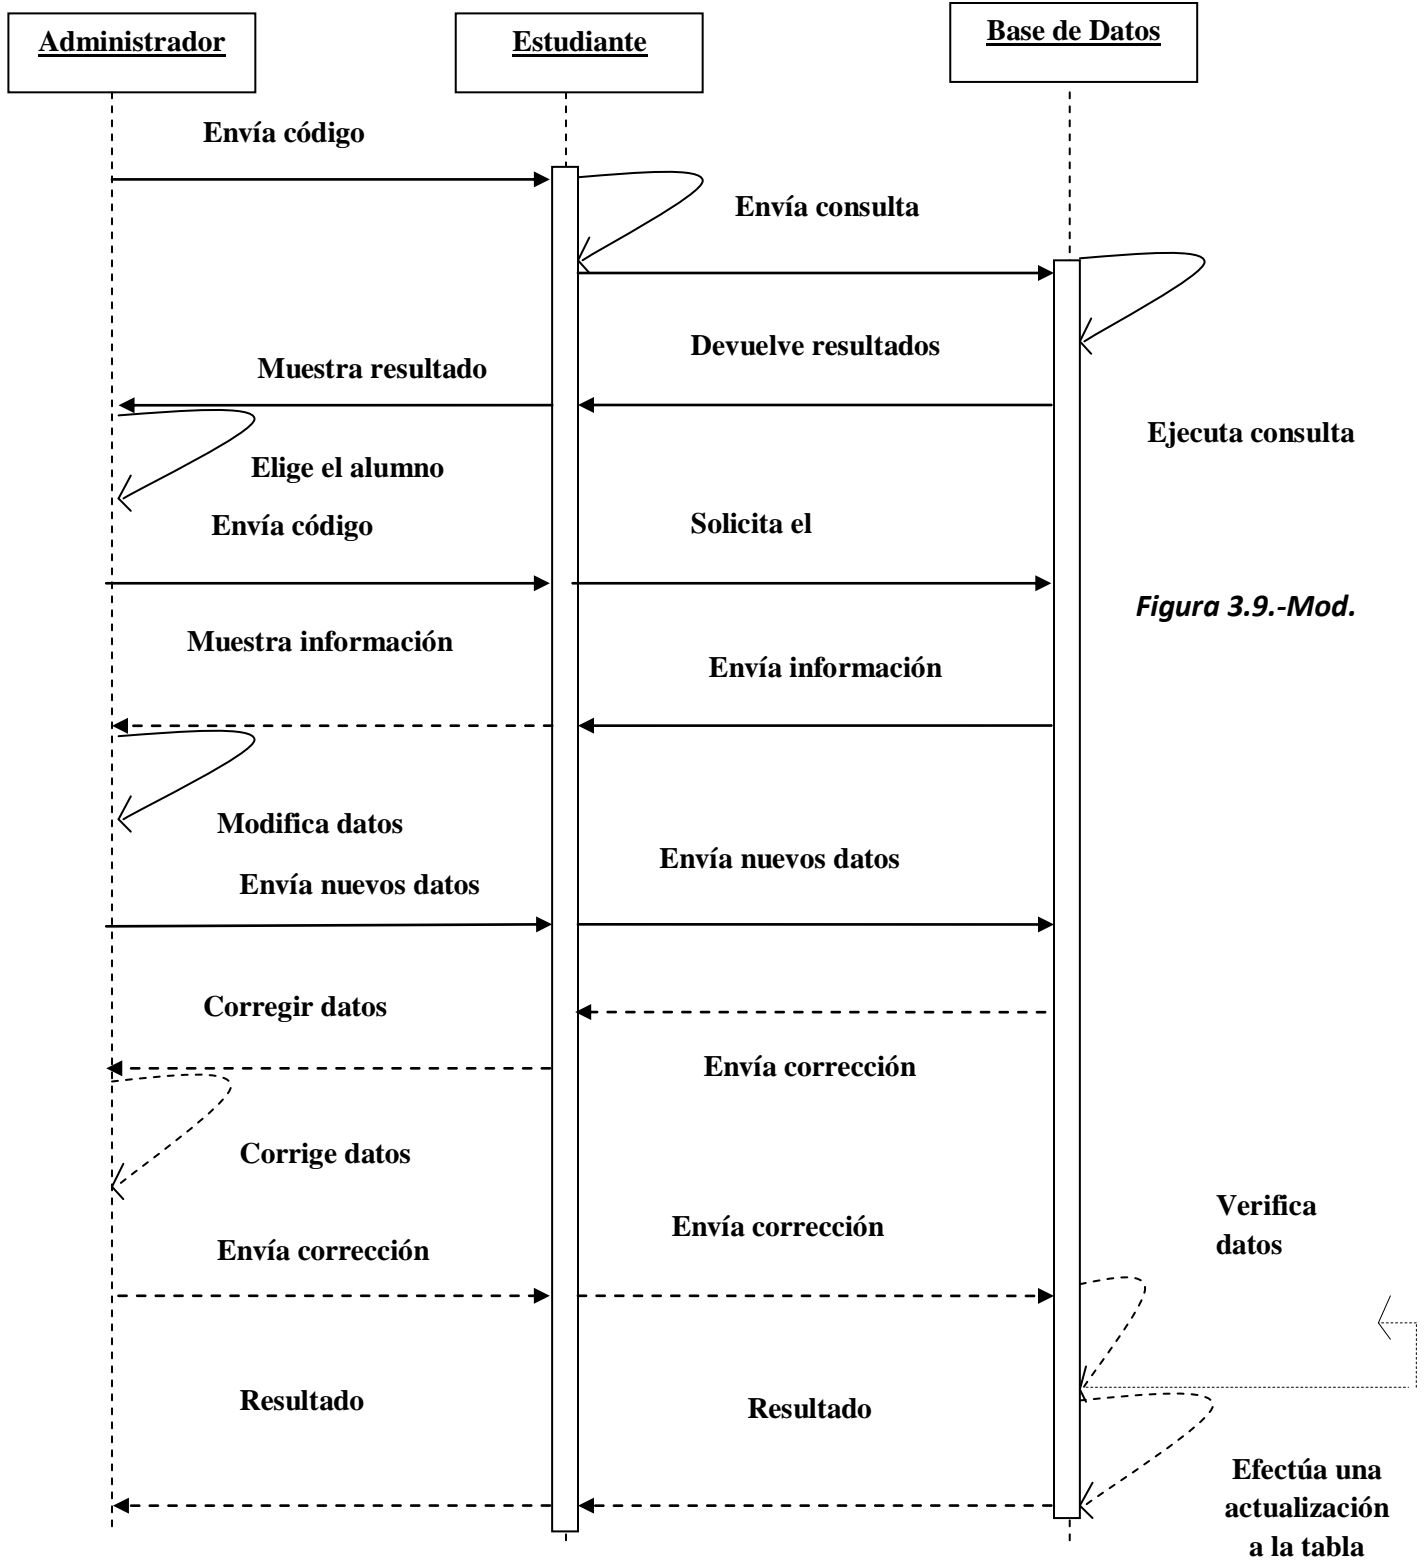 Administrador
Estudiante
Base de Datos
Envía código
Envía consulta
Devuelve resultados
Muestra resultado
Ejecuta consulta
Elige el alumno
Envía código
Solicita el
Figura 3.9.-Mod.
Muestra información
Envía información
Modifica datos
Envía nuevos datos
Envía nuevos datos
Corregir datos
Envía corrección
Corrige datos
Verifica
datos
Envía corrección
Envía corrección
Resultado
Resultado
Efectúa una
actualización
a la tabla